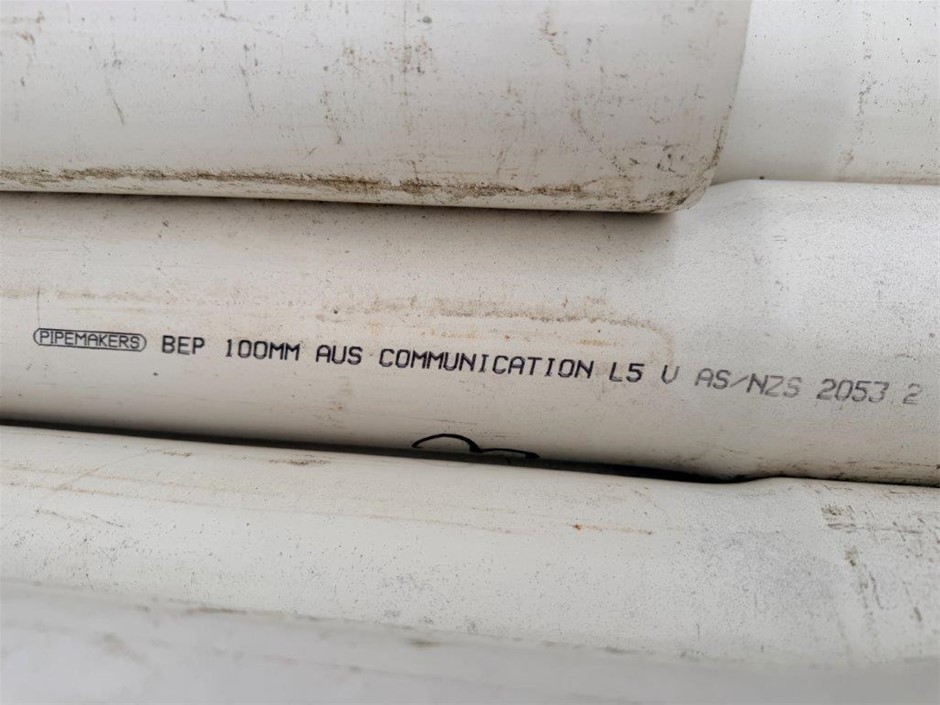 PIPEMAKERS BEP 100MM AUS COMMUNICATION L5 U AS/NZS 2053 2